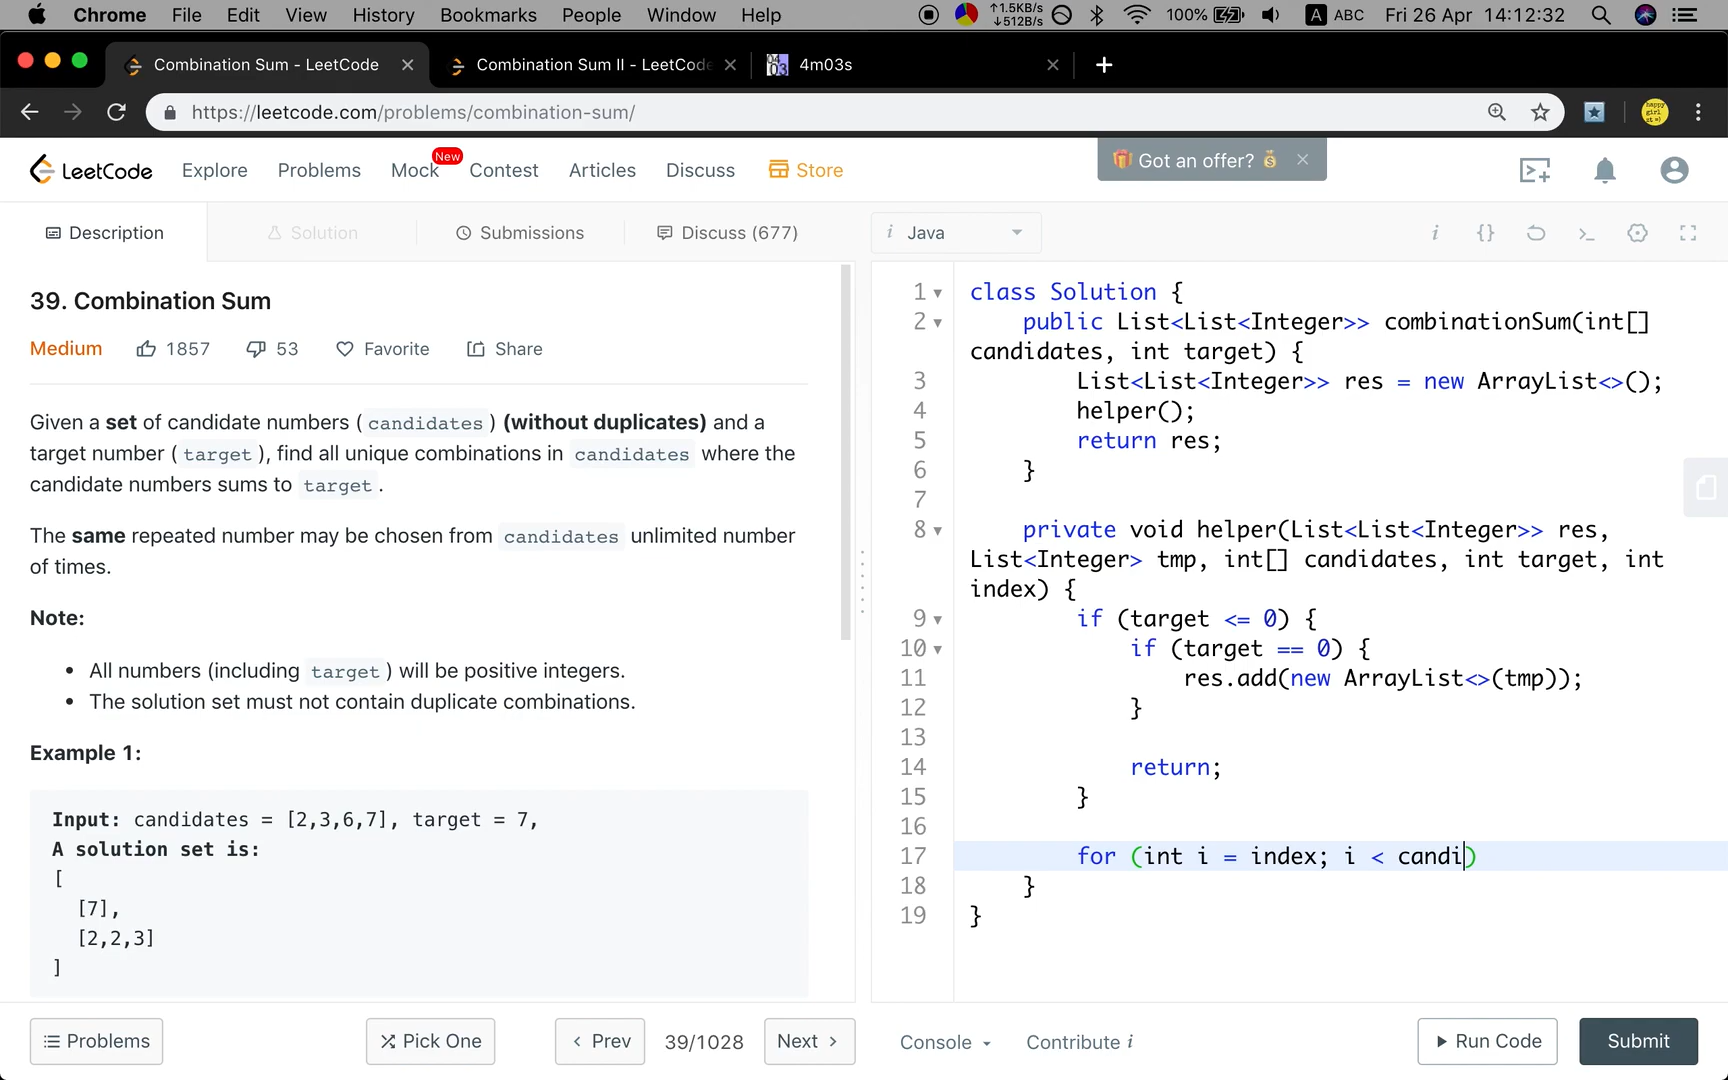 Chrome File Edit View History Bookmarks People Window Help ↑1.5KB/s ↓512B/s 100% A ABC Fri 26 Apr 14:12:32
Combination Sum - LeetCode Combination Sum II - LeetCode 4m03s
https://leetcode.com/problems/combination-sum/
LeetCode Explore Problems Mock New Contest Articles Discuss Store Got an offer?
Description Solution Submissions Discuss (677) i Java
39. Combination Sum
Medium 1857 53 Favorite Share
Given a set of candidate numbers (candidates) (without duplicates) and a
target number (target), find all unique combinations in candidates where the
candidate numbers sums to target.
The same repeated number may be chosen from candidates unlimited number
of times.
Note:
• All numbers (including target) will be positive integers.
• The solution set must not contain duplicate combinations.
Example 1:
Input: candidates = [2,3,6,7], target = 7,
A solution set is:
[
[7],
[2,2,3]
]
1 class Solution {
2 public List<List<Integer>> combinationSum(int[]
candidates, int target) {
3 List<List<Integer>> res = new ArrayList<>();
4 helper();
5 return res;
6 }
7
8 private void helper(List<List<Integer>> res,
List<Integer> tmp, int[] candidates, int target, int
index) {
9 if (target <= 0) {
10 if (target == 0) {
11 res.add(new ArrayList<>(tmp));
12 }
13
14 return;
15 }
16
17 for (int i = index; i < candi)
18 }
19 }
Problems Pick One Prev 39/1028 Next Console Contribute i Run Code Submit